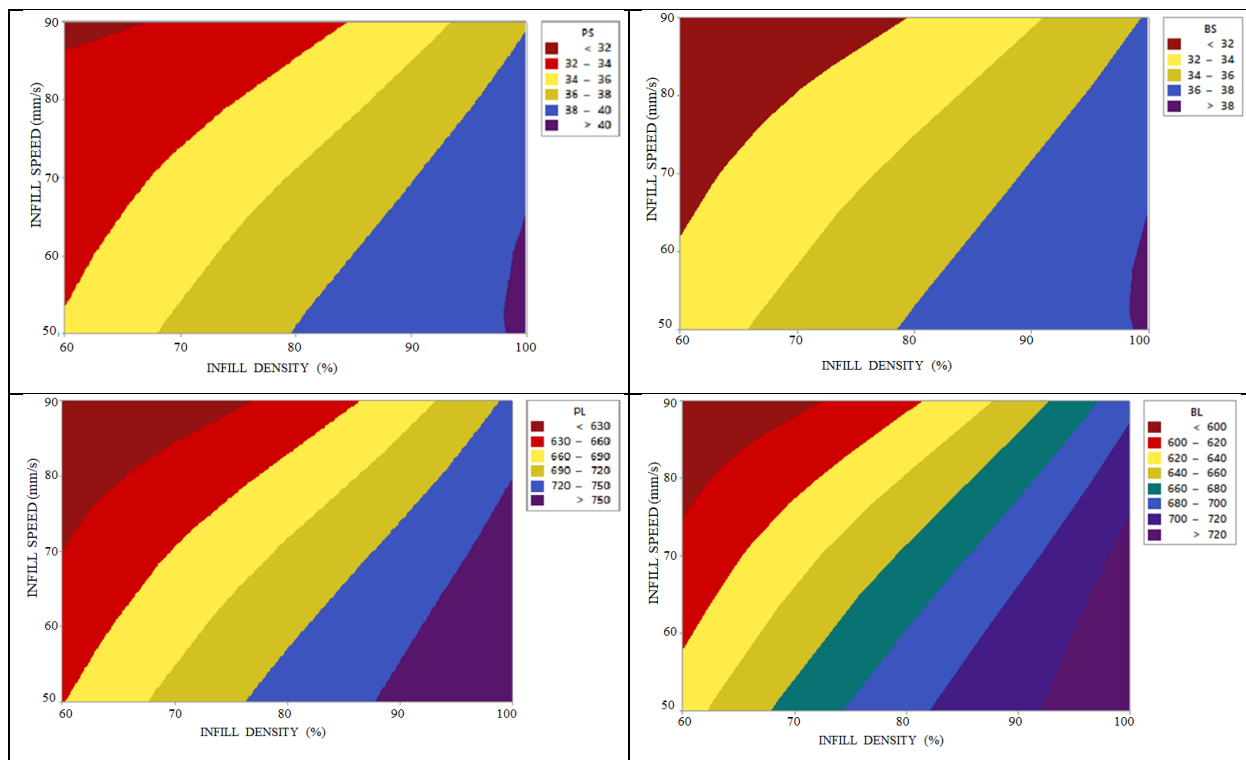 PS
< 32
32 – 34
34 – 36
36 – 38
38 – 40
> 40
INFILL SPEED (mm/s)
90
80
70
60
50
60 70 80 90 100
INFILL DENSITY (%)
BS
< 32
32 – 34
34 – 36
36 – 38
> 38
INFILL SPEED (mm/s)
90
80
70
60
50
60 70 80 90 100
INFILL DENSITY (%)
PL
< 630
630 – 660
660 – 690
690 – 720
720 – 750
> 750
INFILL SPEED (mm/s)
90
80
70
60
50
60 70 80 90 100
INFILL DENSITY (%)
BL
< 600
600 – 620
620 – 640
640 – 660
660 – 680
680 – 700
700 – 720
> 720
INFILL SPEED (mm/s)
90
80
70
60
50
60 70 80 90 100
INFILL DENSITY (%)